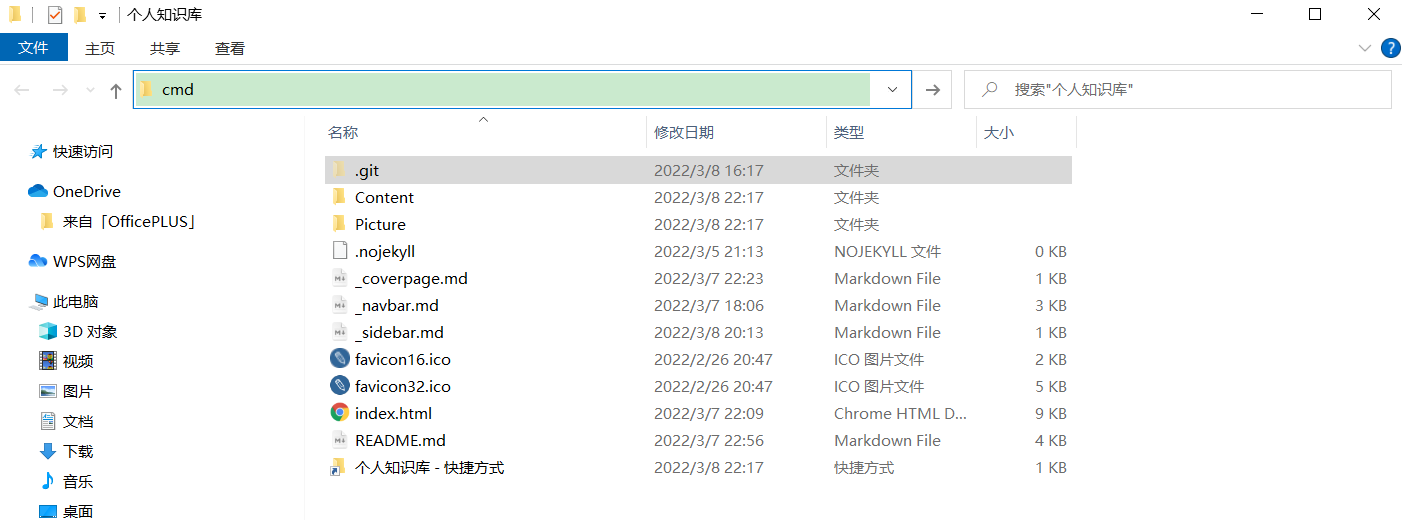 个人知识库
文件 主页 共享 查看
cmd 搜索"个人知识库"
名称 修改日期 类型 大小
快速访问
OneDrive
来自「OfficePLUS」
WPS网盘
此电脑
3D 对象
视频
图片
文档
下载
音乐
桌面
.git 2022/3/8 16:17 文件夹
Content 2022/3/8 22:17 文件夹
Picture 2022/3/8 22:17 文件夹
.nojekyll 2022/3/5 21:13 NOJEKYLL 文件 0 KB
_coverpage.md 2022/3/7 22:23 Markdown File 1 KB
_navbar.md 2022/3/7 18:06 Markdown File 3 KB
_sidebar.md 2022/3/8 20:13 Markdown File 1 KB
favicon16.ico 2022/2/26 20:47 ICO 图片文件 2 KB
favicon32.ico 2022/2/26 20:47 ICO 图片文件 5 KB
index.html 2022/3/7 22:09 Chrome HTML D... 9 KB
README.md 2022/3/7 22:56 Markdown File 4 KB
个人知识库 - 快捷方式 2022/3/8 22:17 快捷方式 1 KB